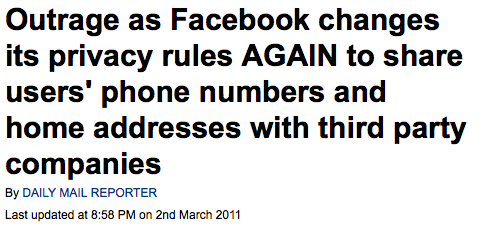 Outrage as Facebook changes
its privacy rules AGAIN to share
users' phone numbers and
home addresses with third party
companies
By DAILY MAIL REPORTER
Last updated at 8:58 PM on 2nd March 2011